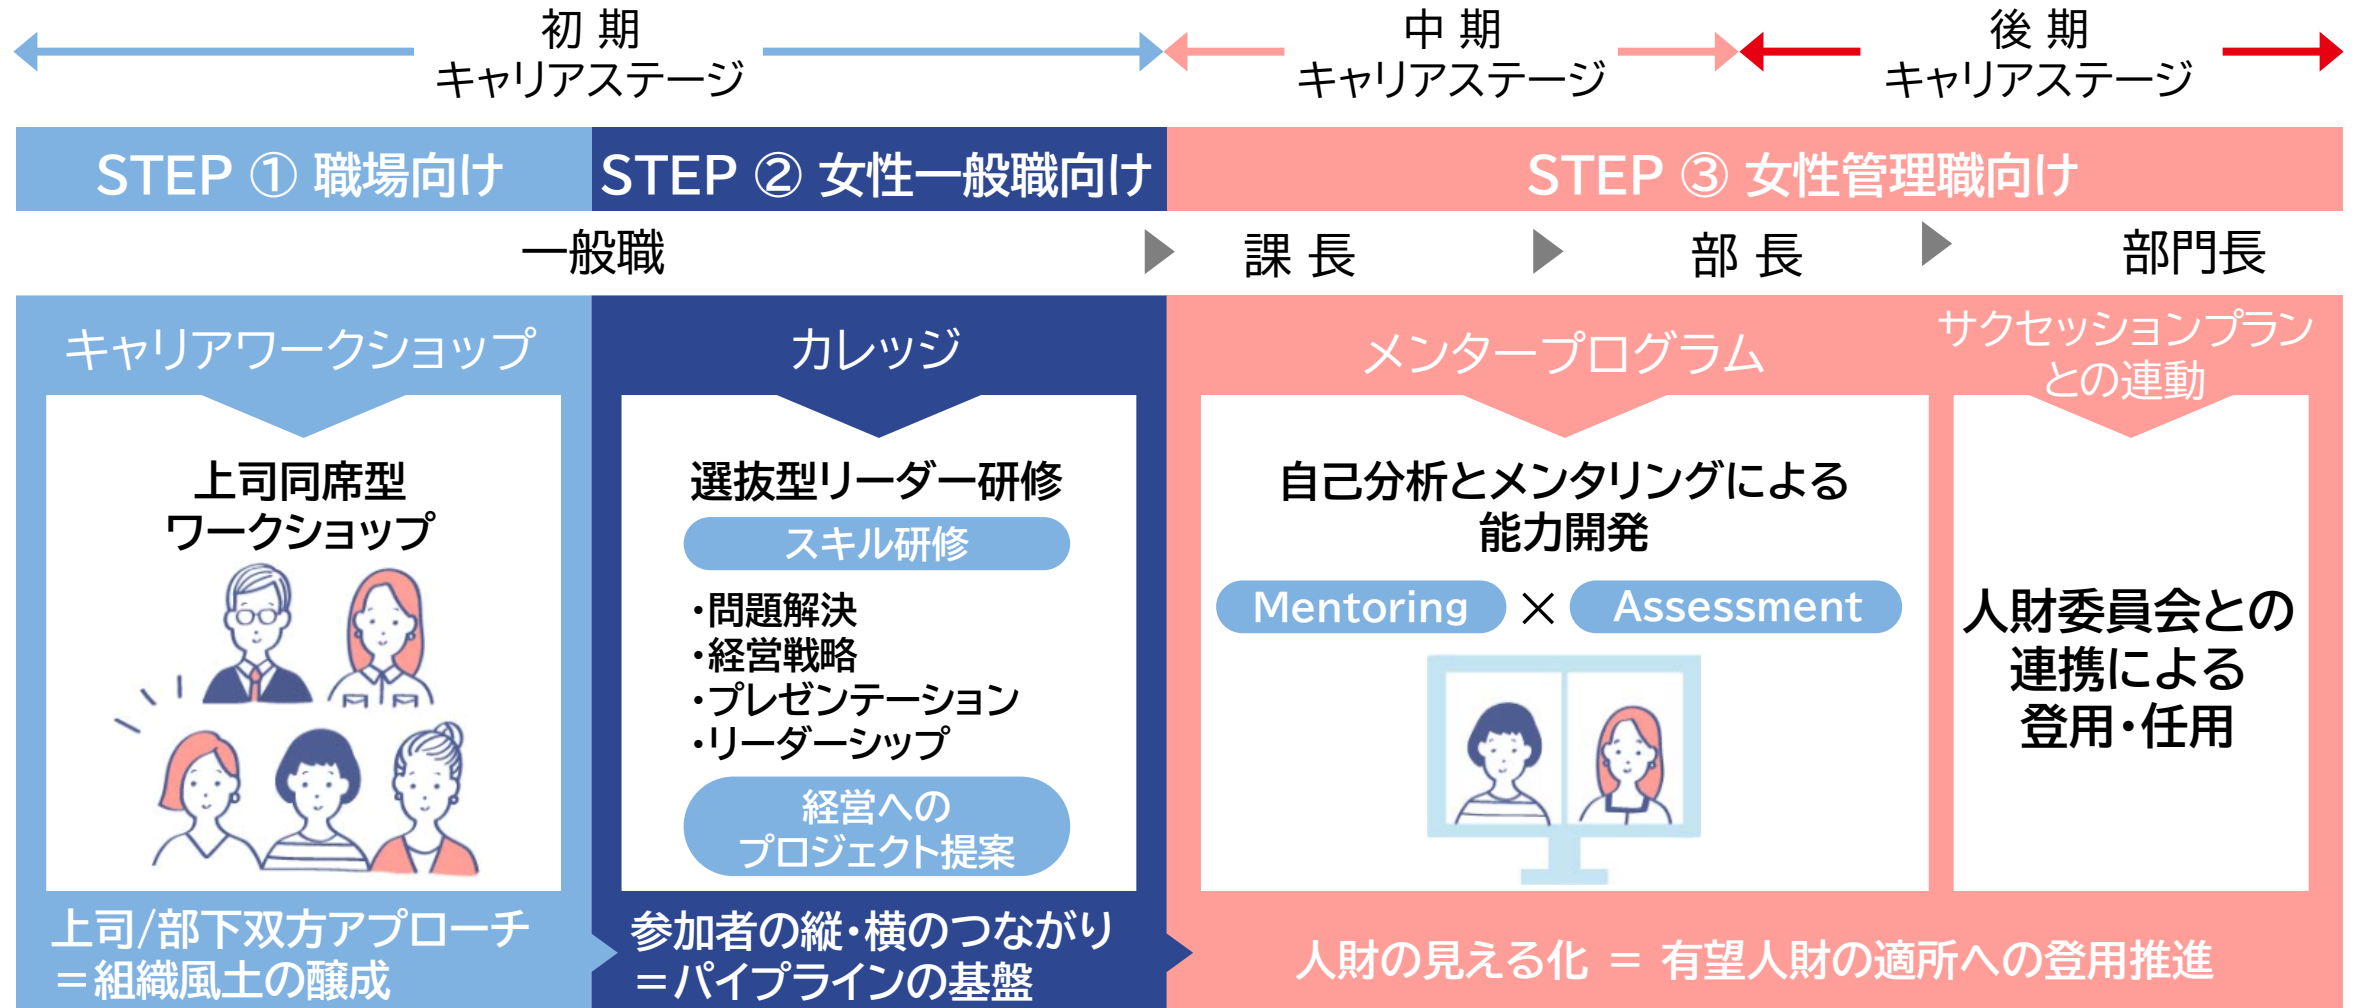 初 期
キャリアステージ
中 期
キャリアステージ
後 期
キャリアステージ
STEP ① 職場向け
STEP ② 女性一般職向け
STEP ③ 女性管理職向け
一般職
課 長
部 長
部門長
キャリアワークショップ
上司同席型
ワークショップ
上司/部下双方アプローチ
＝組織風土の醸成
カレッジ
選抜型リーダー研修
スキル研修
・問題解決
・経営戦略
・プレゼンテーション
・リーダーシップ
経営への
プロジェクト提案
参加者の縦・横のつながり
＝パイプラインの基盤
メンタープログラム
自己分析とメンタリングによる
能力開発
Mentoring × Assessment
サクセッションプラン
との連動
人財委員会との
連携による
登用・任用
人財の見える化 ＝ 有望人財の適所への登用推進